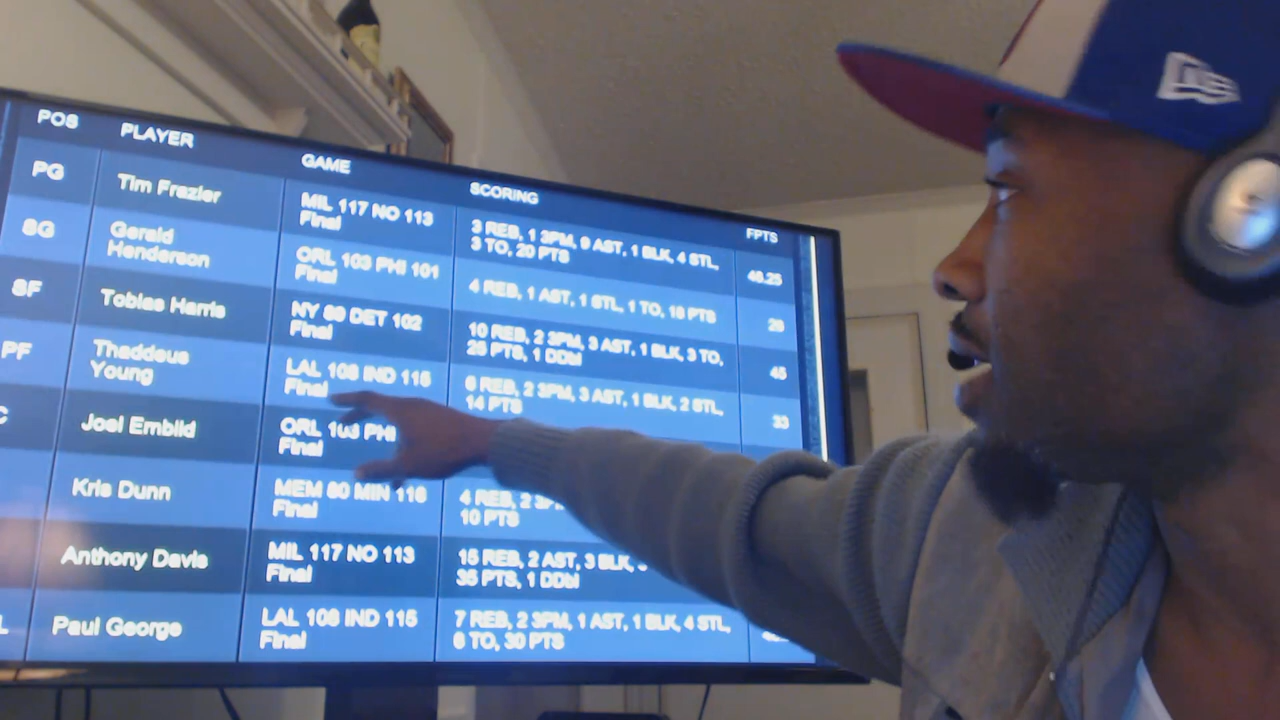 POS PLAYER GAME SCORING FPTS
PG Tim Frazier MIL 117 NO 113 3 REB, 1 3PM, 9 AST, 1 BLK, 4 STL, 
Final 3 TO, 20 PTS
SG Gerald ORL 103 PHI 101 4 REB, 1 AST, 1 STL, 1 TO, 18 PTS
Henderson Final
SF Tobias Harris NY 89 DET 102 10 REB, 2 3PM, 3 AST, 1 BLK, 3 TO, 45
Final 25 PTS, 1 DDM
PF Thaddeus LAL 108 IND 115 6 REB, 2 3PM, 3 AST, 1 BLK, 2 STL, 33
Young Final 14 PTS
C Joel Embiid ORL 103 PHI
Final
Kris Dunn MEM 80 MIN 116 4 REB,
Final 10 PTS
Anthony Davis MIL 117 NO 113 15 REB, 2 AST, 3 BLK,
Final 35 PTS, 1 DDM
Paul George LAL 108 IND 115 7 REB, 2 3PM, 1 AST, 1 BLK, 4 STL,
Final 6 TO, 30 PTS